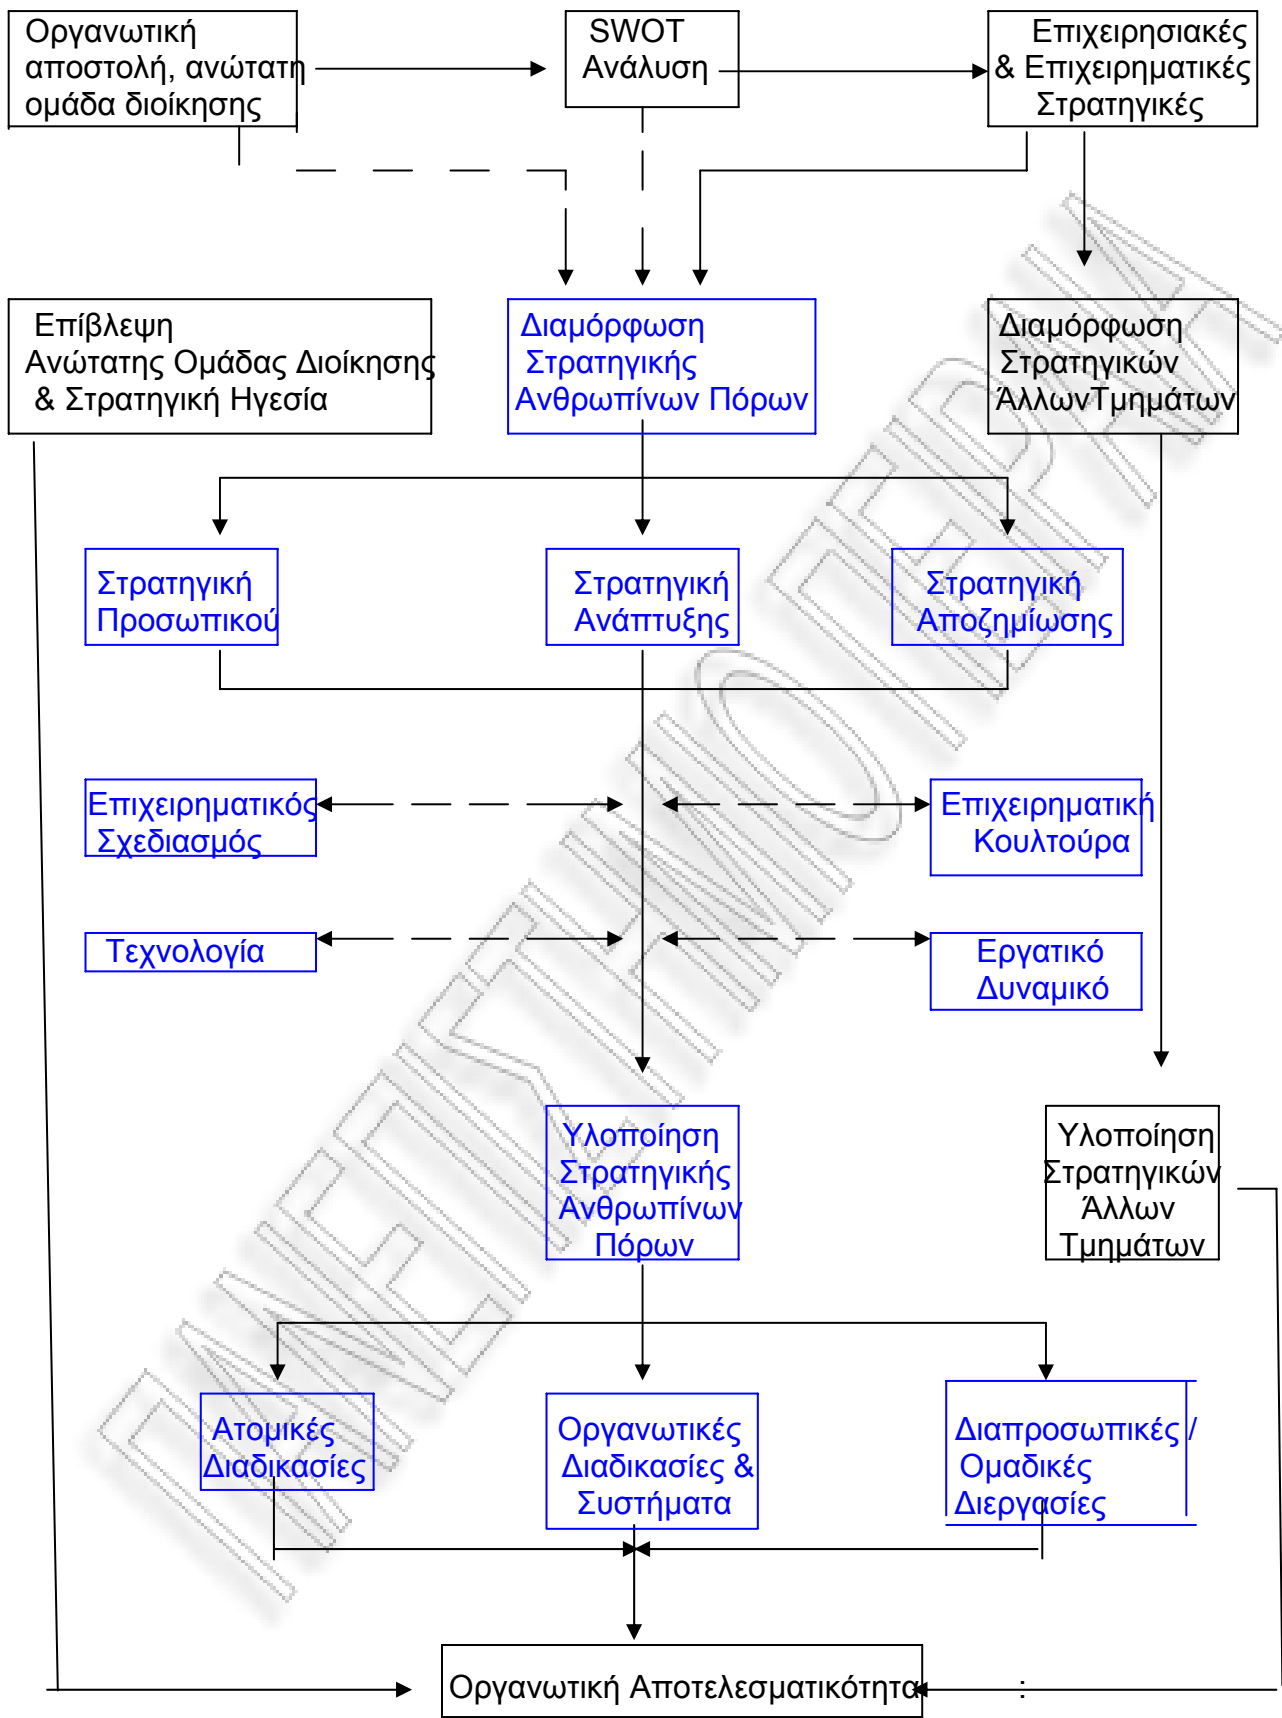 Οργανωτική
αποστολή, ανώτατη
ομάδα διοίκησης
SWOT
Ανάλυση
Επιχειρησιακές
& Επιχειρηματικές
Στρατηγικές
Επίβλεψη
Ανώτατης Ομάδας Διοίκησης
& Στρατηγική Ηγεσία
Διαμόρφωση
Στρατηγικής
Ανθρωπίνων Πόρων
Διαμόρφωση
Στρατηγικών
ΆλλωνΤμημάτων
Στρατηγική
Προσωπικού
Στρατηγική
Ανάπτυξης
Στρατηγική
Αποζημίωσης
Επιχειρηματικός
Σχεδιασμός
Επιχειρηματική
Κουλτούρα
Τεχνολογία
Εργατικό
Δυναμικό
Υλοποίηση
Στρατηγικής
Ανθρωπίνων
Πόρων
Υλοποίηση
Στρατηγικών
Άλλων
Τμημάτων
Ατομικές
Διαδικασίες
Οργανωτικές
Διαδικασίες &
Συστήματα
Διαπροσωπικές /
Ομαδικές
Διεργασίες
Οργανωτική Αποτελεσματικότητα :
ΠΑΝΕΠΙΣΤΗΜΙΟ ΠΕΙΡΑΙΑ